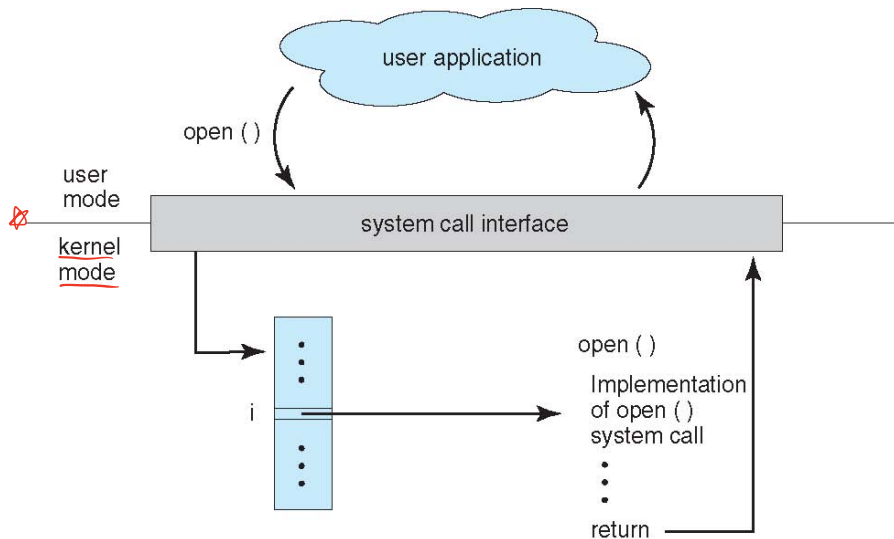 user application
open ( )
user
mode
system call interface
kernel
mode
open ( )
Implementation
of open ( )
system call
i
return